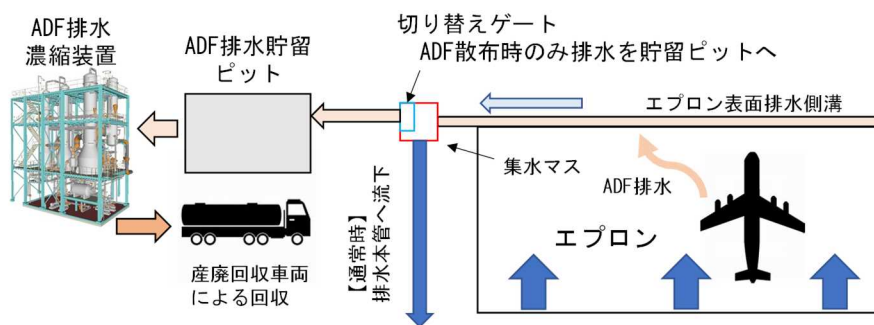 ADF排水
濃縮装置
ADF排水貯留
ピット
切り替えゲート
ADF散布時のみ排水を貯留ピットへ
エプロン表面排水側溝
集水マス
ADF排水
エプロン
【通常時】
排水本管へ流下
産廃回収車両
による回収